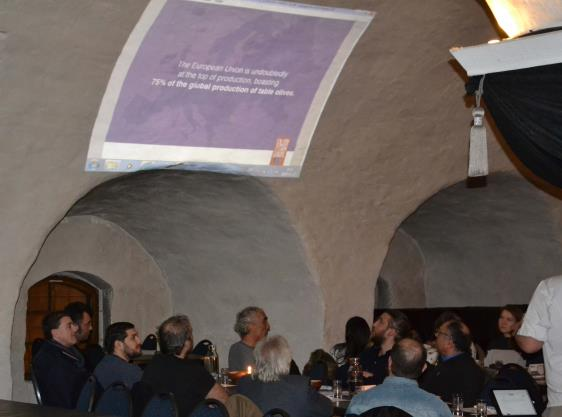 The European Union is undoubtedly
at the top of production, boasting
75% of the global production of table olives.